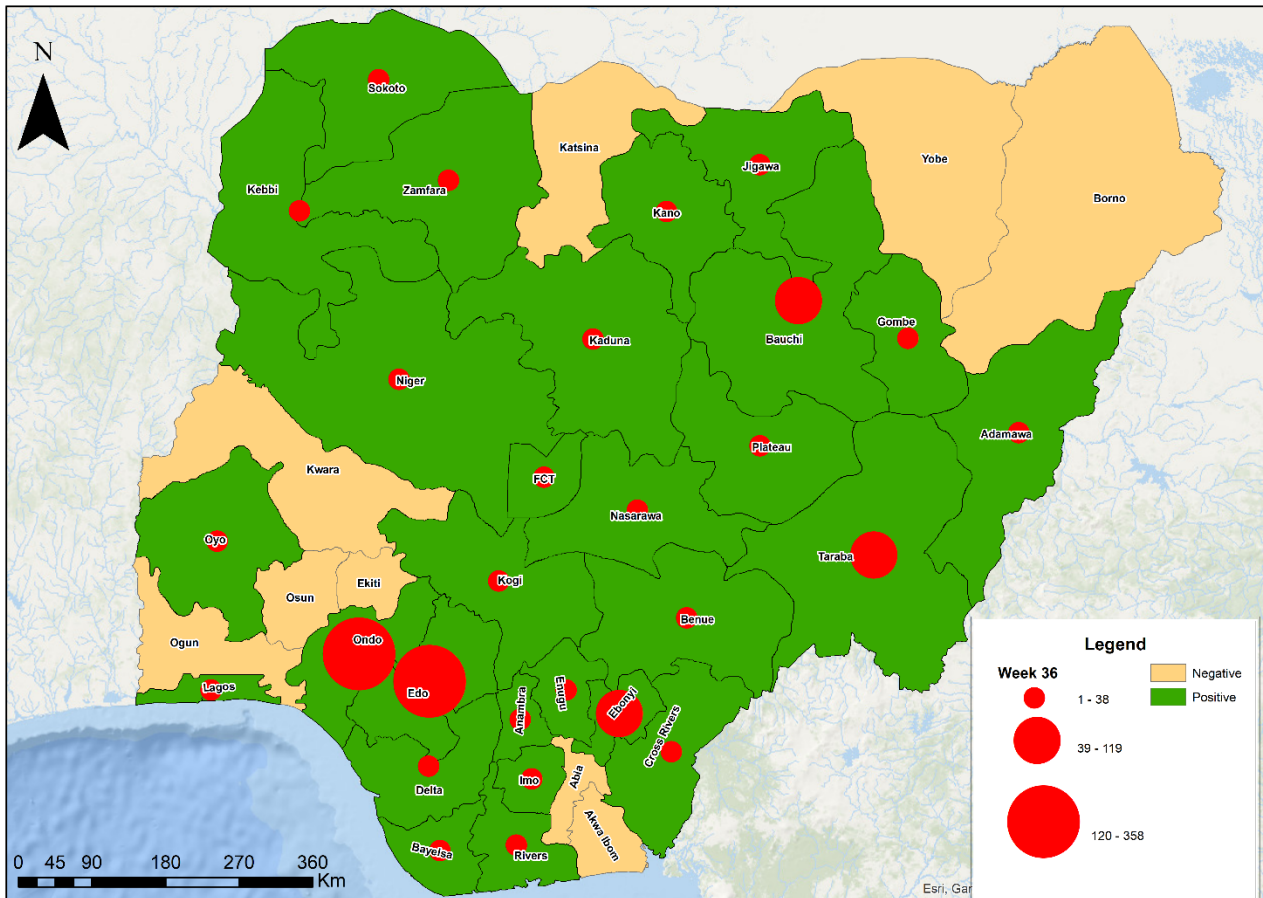 N
Sokoto
Katsina
Yobe
Jigawa
Zamfara
Kebbi
Borno
Kano
Gombe
Kaduna
Bauchi
Niger
Adamawa
Plateau
Kwara
FCT
Nasarawa
Oyo
Taraba
Kogi
Ekiti
Osun
Benue
Ondo
Ogun
Lagos
Edo
Anambra
Enugu
Ebonyi
Cross Rivers
Delta
Imo
Abia
Akwa Ibom
Bayelsa
Rivers
Legend
Week 36
Negative
1 - 38
Positive
39 - 119
120 - 358
0 45 90 180 270 360
Km
Esri, Gar